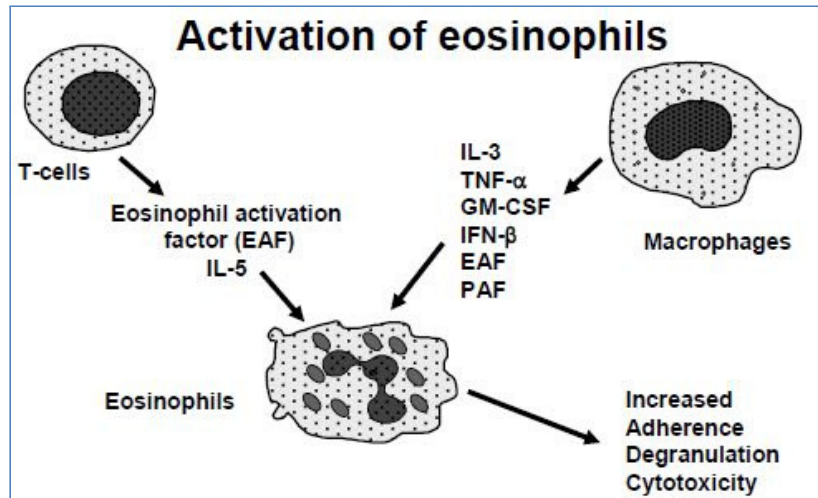 Activation of eosinophils
T-cells
Eosinophil activation
factor (EAF)
IL-5
IL-3
TNF-α
GM-CSF
IFN-β
EAF
PAF
Macrophages
Eosinophils
Increased
Adherence
Degranulation
Cytotoxicity